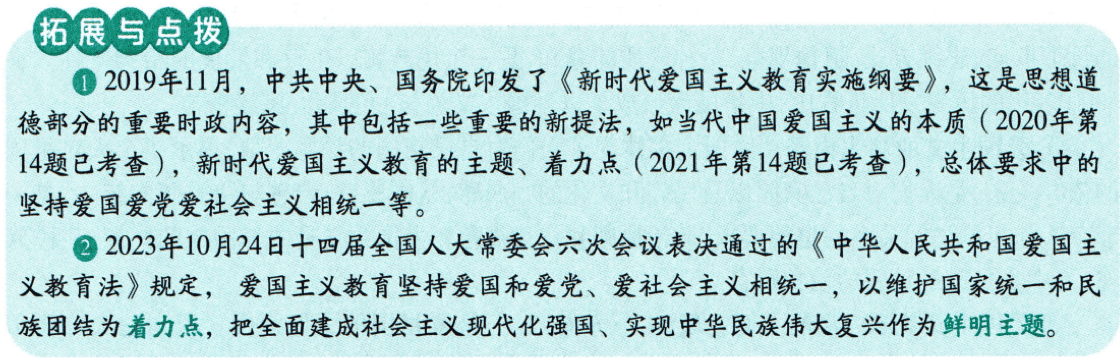 拓展与点拨
❶ 2019年11月，中共中央、国务院印发了《新时代爱国主义教育实施纲要》，这是思想道
德部分的重要时政内容，其中包括一些重要的新提法，如当代中国爱国主义的本质（2020年第
14题已考查），新时代爱国主义教育的主题、着力点（2021年第14题已考查），总体要求中的
坚持爱国爱党爱社会主义相统一等。
❷ 2023年10月24日十四届全国人大常委会六次会议表决通过的《中华人民共和国爱国主
义教育法》规定， 爱国主义教育坚持爱国和爱党、爱社会主义相统一，以维护国家统一和民
族团结为着力点，把全面建成社会主义现代化强国、实现中华民族伟大复兴作为鲜明主题。